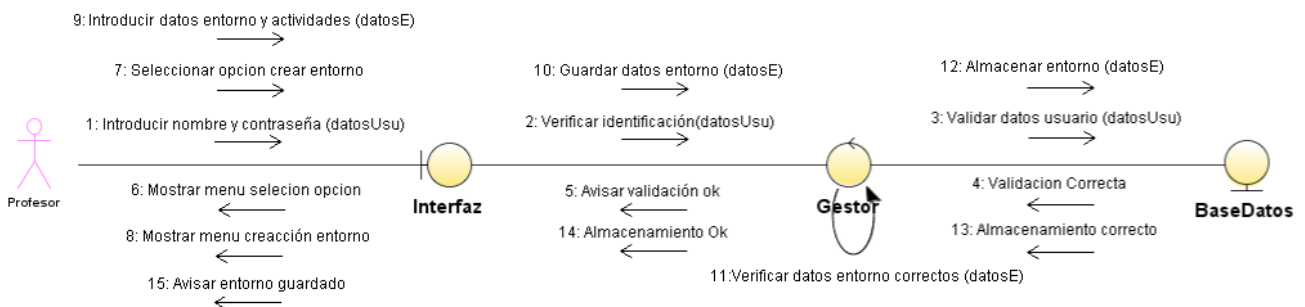 9: Introducir datos entorno y actividades (datosE)
7: Seleccionar opcion crear entorno
10: Guardar datos entorno (datosE)
12: Almacenar entorno (datosE)
1: Introducir nombre y contraseña (datosUsu)
2: Verificar identificación(datosUsu)
3: Validar datos usuario (datosUsu)
Profesor
6: Mostrar menu selecion opcion
Interfaz
5: Avisar validación ok
Gestor
4: Validacion Correcta
BaseDatos
8: Mostrar menu creacción entorno
14: Almacenamiento Ok
13: Almacenamiento correcto
15: Avisar entorno guardado
11:Verificar datos entorno correctos (datosE)